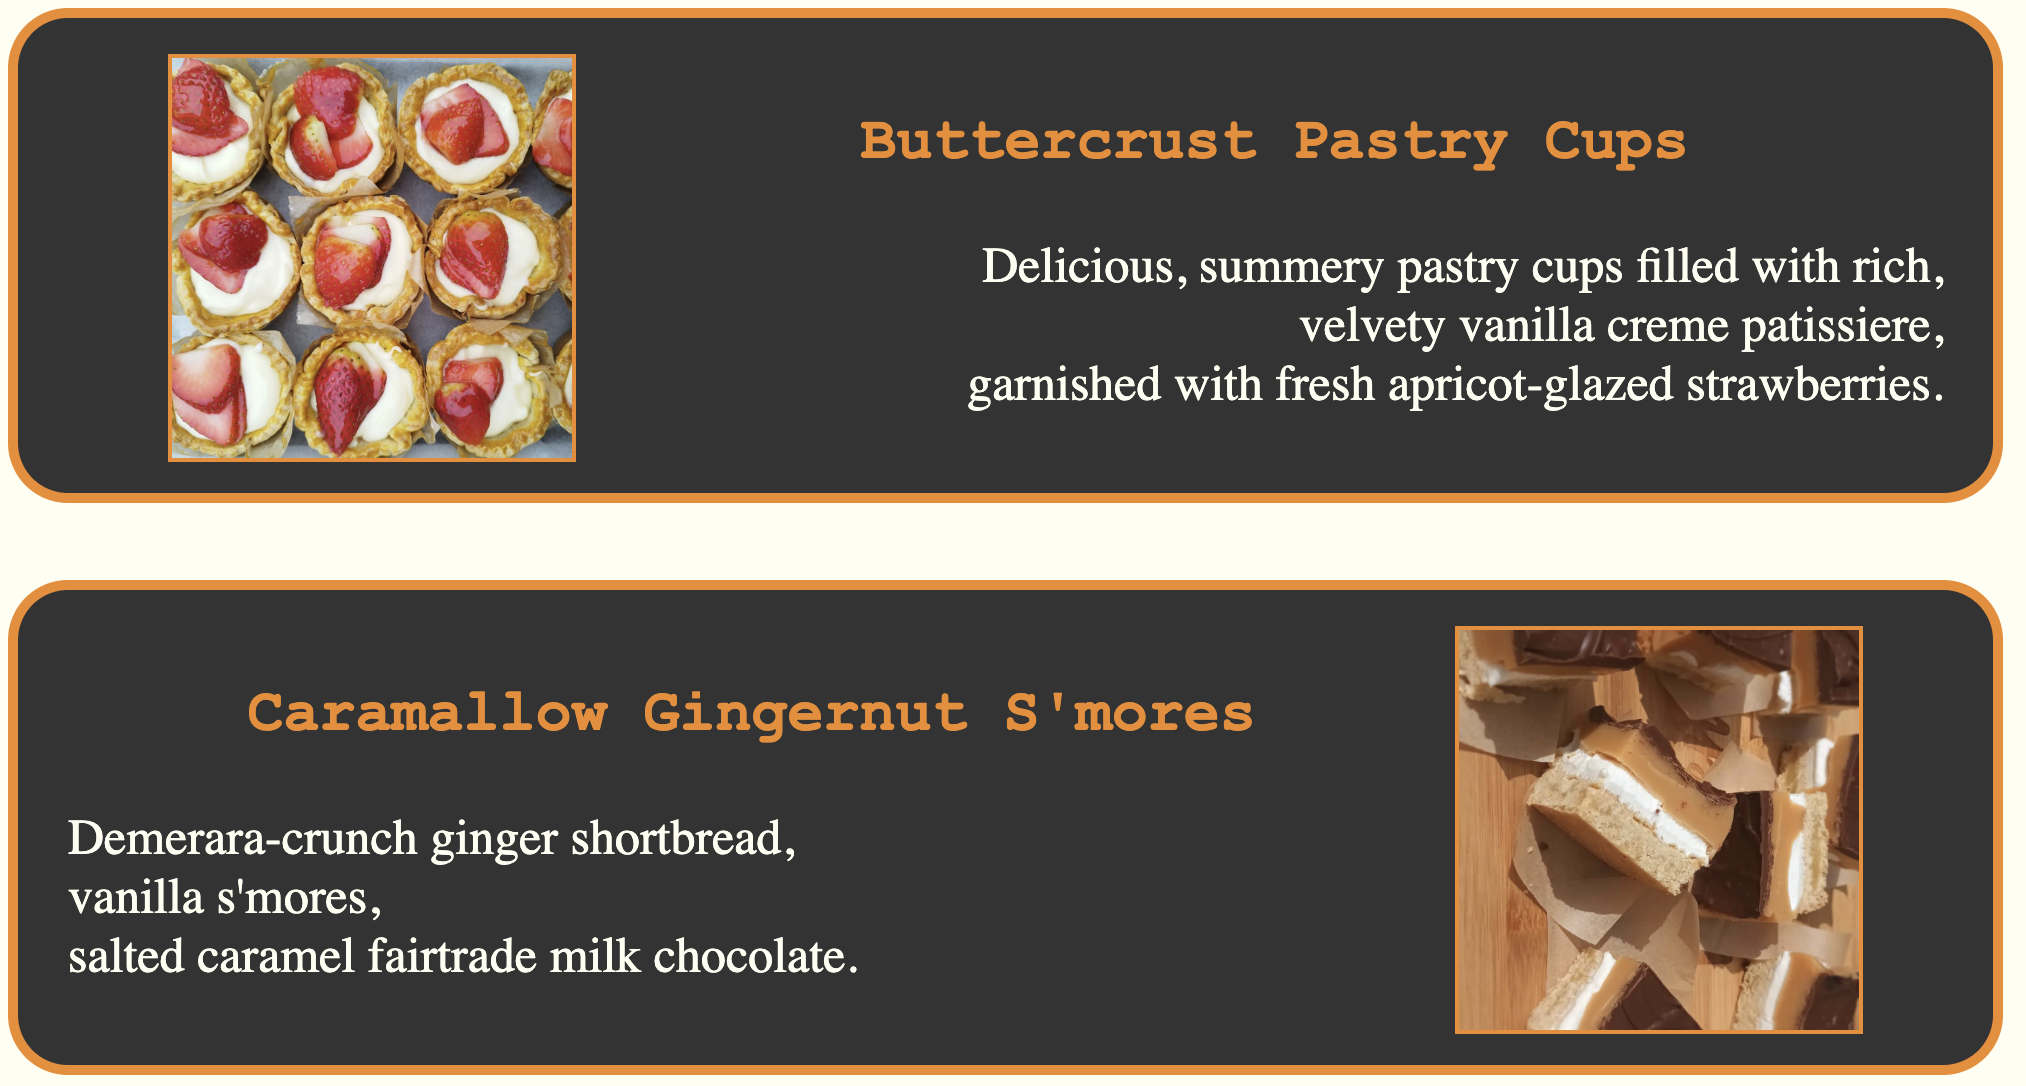 Buttercrust Pastry Cups
Delicious, summery pastry cups filled with rich,
velvety vanilla creme patissiere,
garnished with fresh apricot-glazed strawberries.
Caramallow Gingernut S'mores
Demerara-crunch ginger shortbread,
vanilla s'mores,
salted caramel fairtrade milk chocolate.